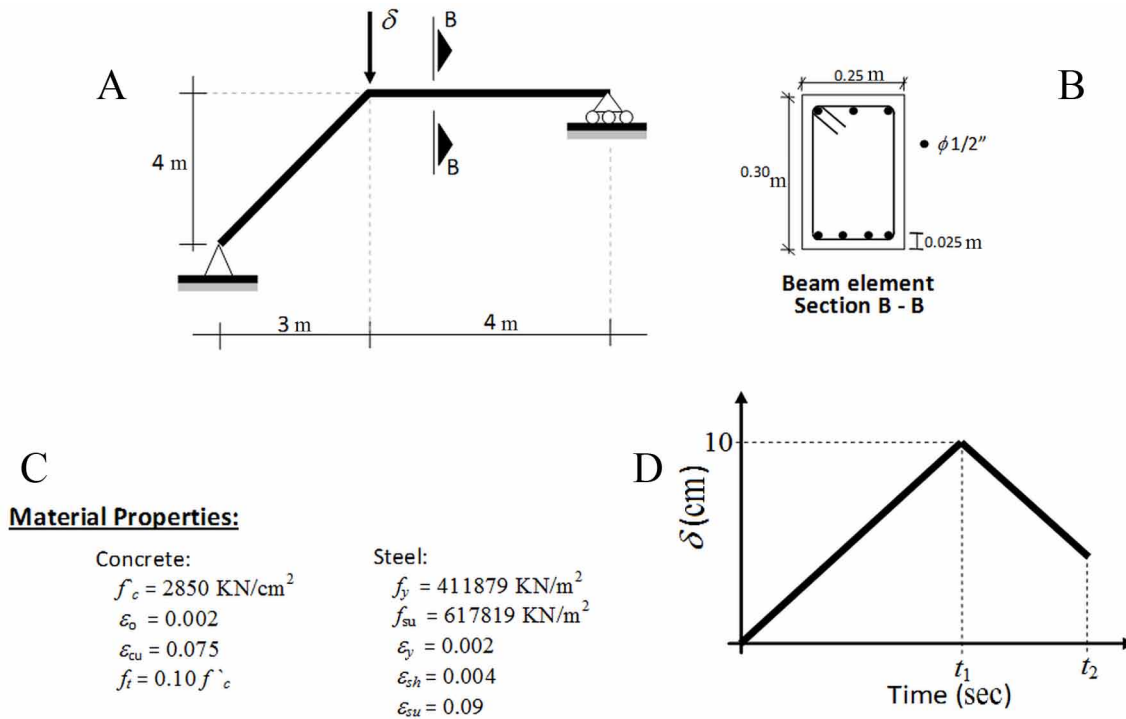 A
δ
B
B
4 m
3 m
4 m
B
0.25 m
0.30 m
ϕ 1/2”
0.025 m
Beam element
Section B - B
C
Material Properties:
Concrete:
f`c = 2850 KN/cm²
εo = 0.002
εcu = 0.075
ft = 0.10 f`c
Steel:
fy = 411879 KN/m²
fsu = 617819 KN/m²
εy = 0.002
εsh = 0.004
εsu = 0.09
D
10
δ (cm)
t1
t2
Time (sec)